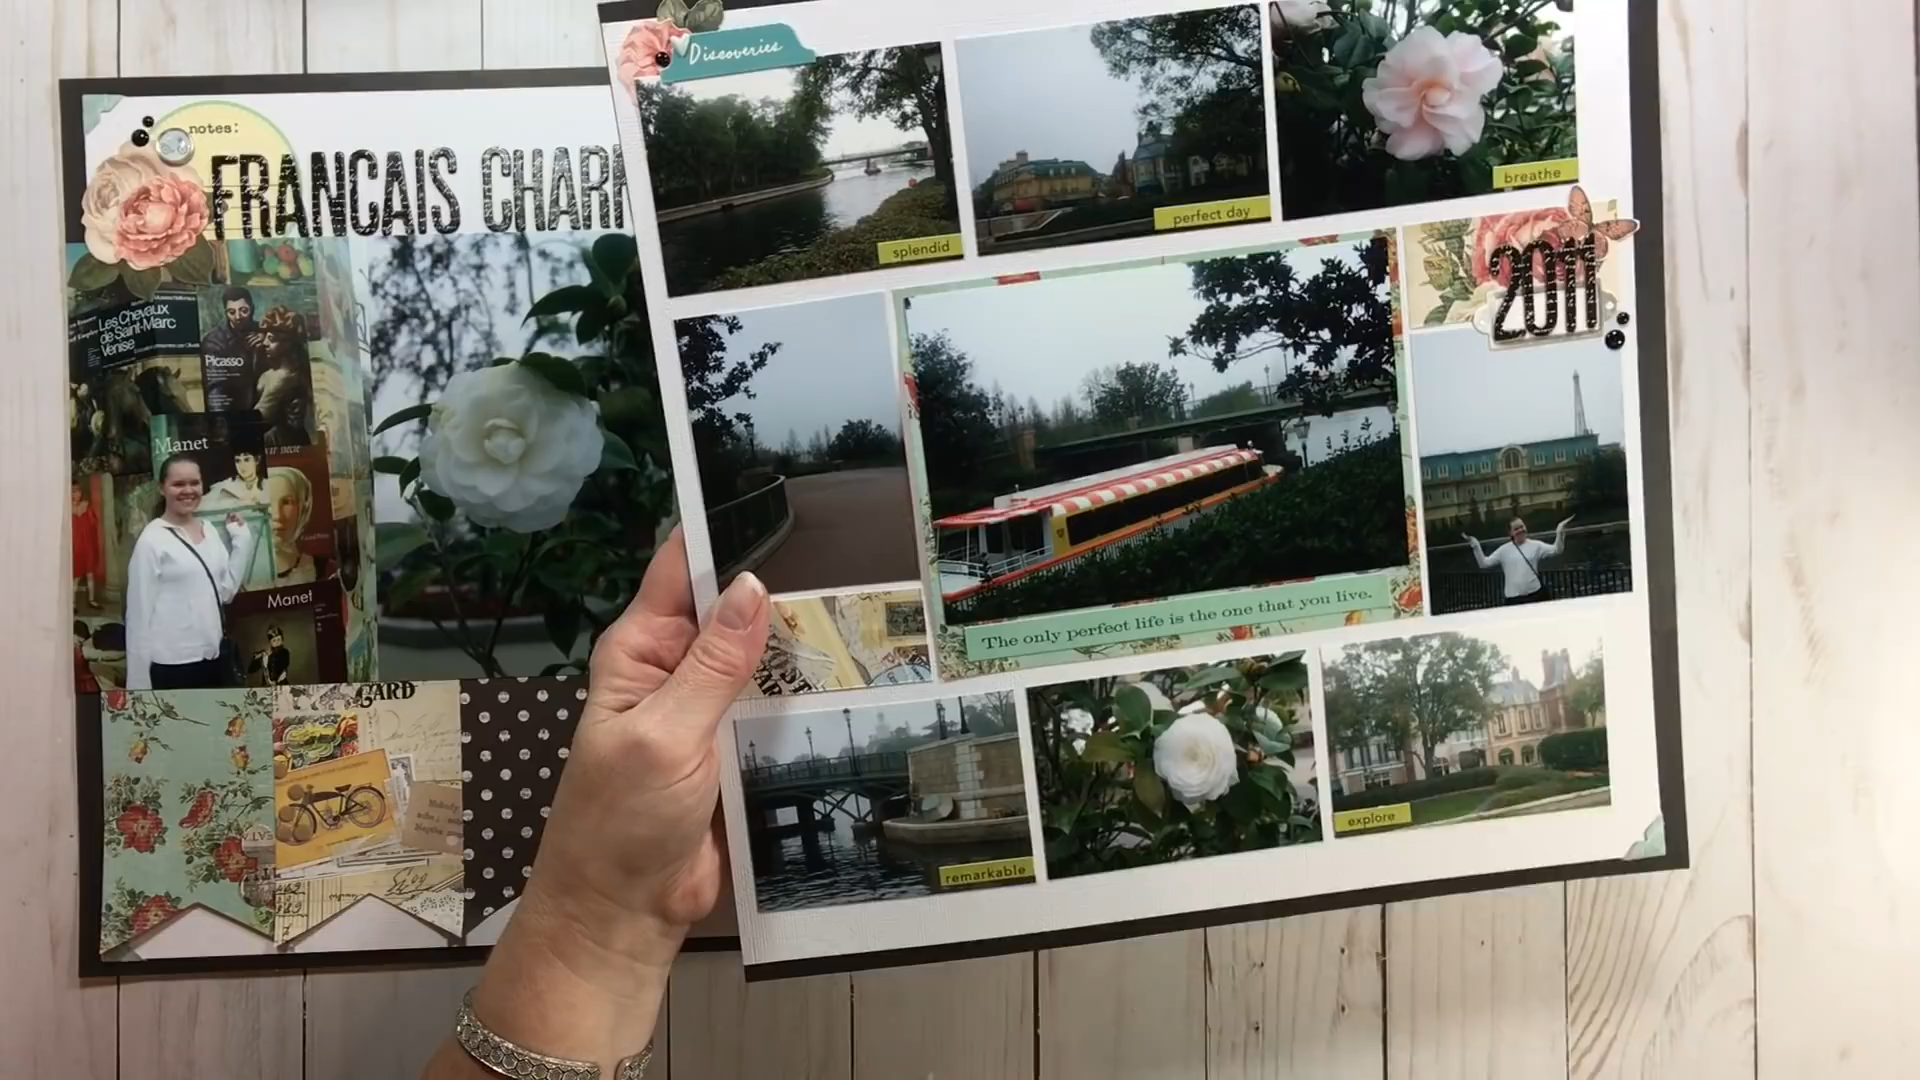 notes:
FRANCAIS CHARM
Les Chevaux
de Saint-Marc
Venise
Picasso
Manet
Manet
CARD
Discoveries
splendid
perfect day
breathe
2011
The only perfect life is the one that you live.
remarkable
explore